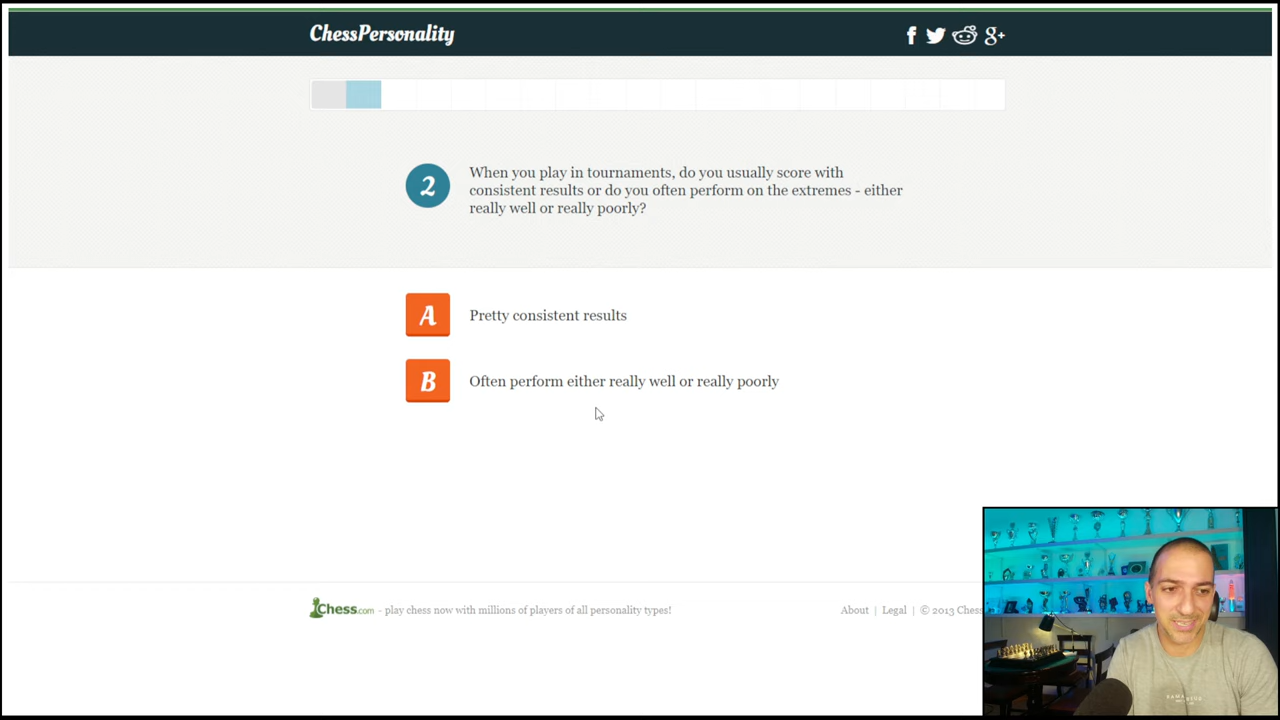 ChessPersonality
f g+
2
When you play in tournaments, do you usually score with
consistent results or do you often perform on the extremes - either
really well or really poorly?
A
Pretty consistent results
B
Often perform either really well or really poorly
Chess.com - play chess now with millions of players of all personality types!
About | Legal | © 2013 Chess